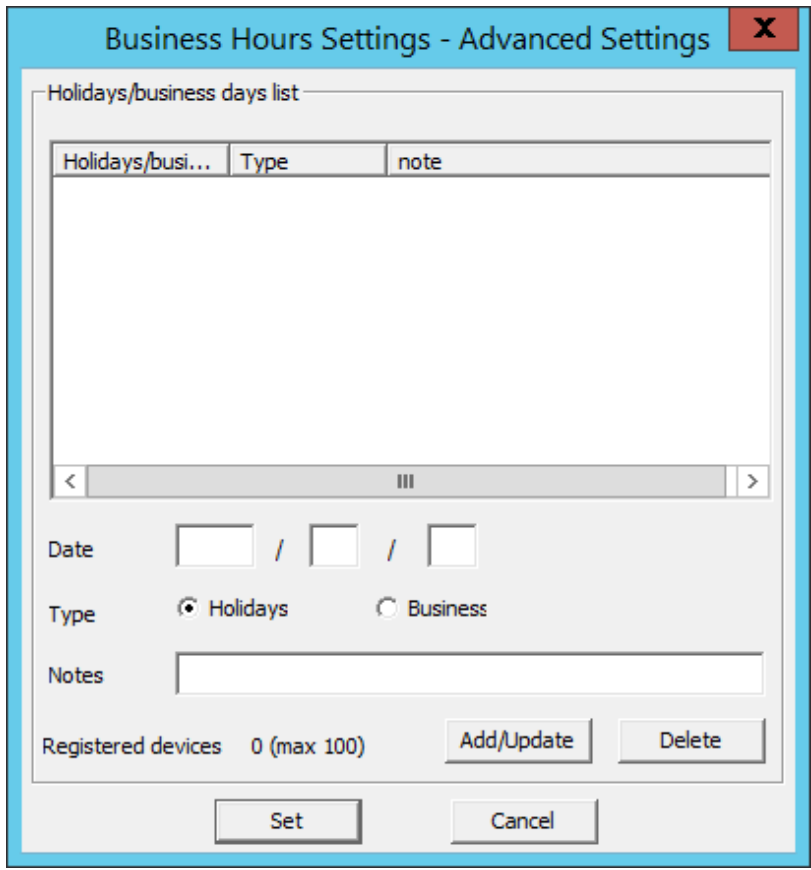 Business Hours Settings - Advanced Settings X
Holidays/business days list
Holidays/busi... Type note
Date / /
Type Holidays Business
Notes
Registered devices 0 (max 100) Add/Update Delete
Set Cancel